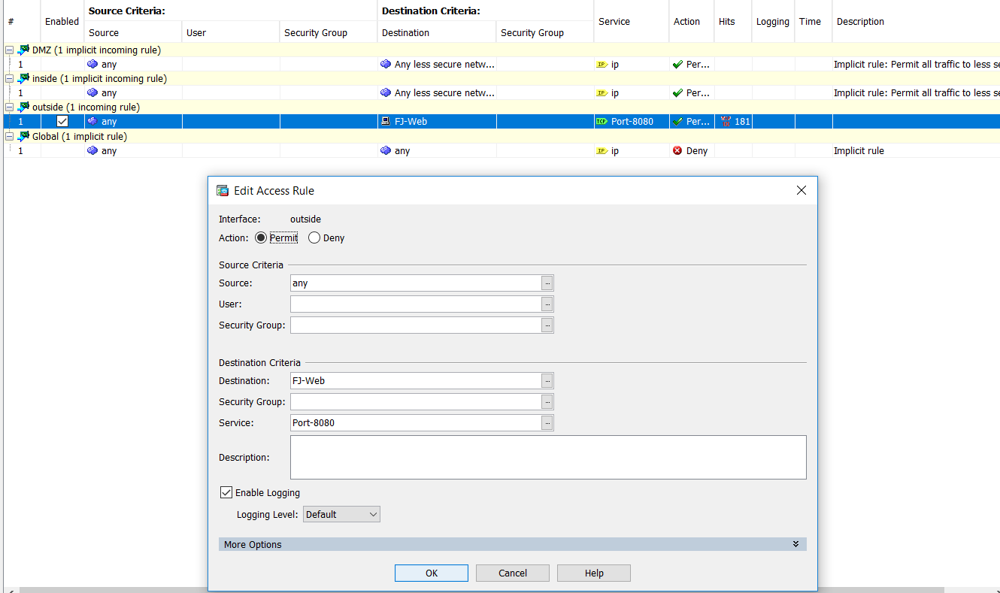 Source Criteria: Destination Criteria:
# Enabled Service Action Hits Logging Time Description
Source User Security Group Destination Security Group
DMZ (1 implicit incoming rule)
1 any Any less secure netw... IP ip Per... Implicit rule: Permit all traffic to less se
inside (1 implicit incoming rule)
1 any Any less secure netw... IP ip Per... Implicit rule: Permit all traffic to less se
outside (1 incoming rule)
1 any FJ-Web TCP Port-8080 Per... 181
Global (1 implicit rule)
1 any any IP ip Deny Implicit rule
Edit Access Rule
Interface: outside
Action: Permit Deny
Source Criteria
Source: any ...
User: ...
Security Group: ...
Destination Criteria
Destination: FJ-Web ...
Security Group: ...
Service: Port-8080 ...
Description:
Enable Logging
Logging Level: Default
More Options
OK Cancel Help